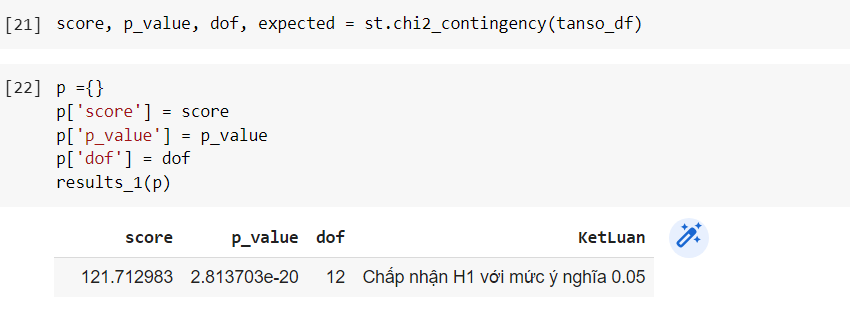 [21] score, p_value, dof, expected = st.chi2_contingency(tanso_df)
[22] p ={}
p['score'] = score
p['p_value'] = p_value
p['dof'] = dof
results_1(p)
score p_value dof KetLuan
121.712983 2.813703e-20 12 Chấp nhận H1 với mức ý nghĩa 0.05